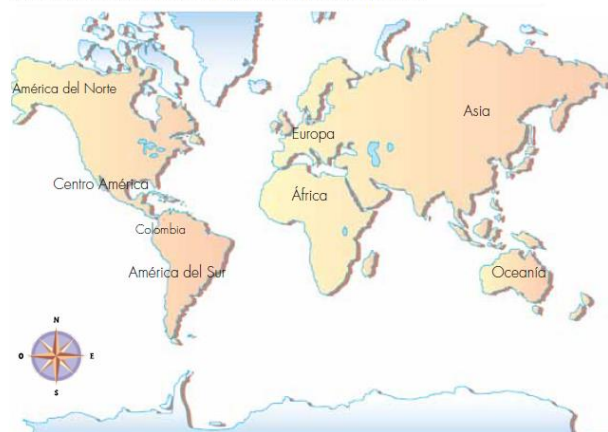 América del Norte
Asia
Europa
Centro América
África
Colombia
América del Sur
Oceanía
N
O
E
S